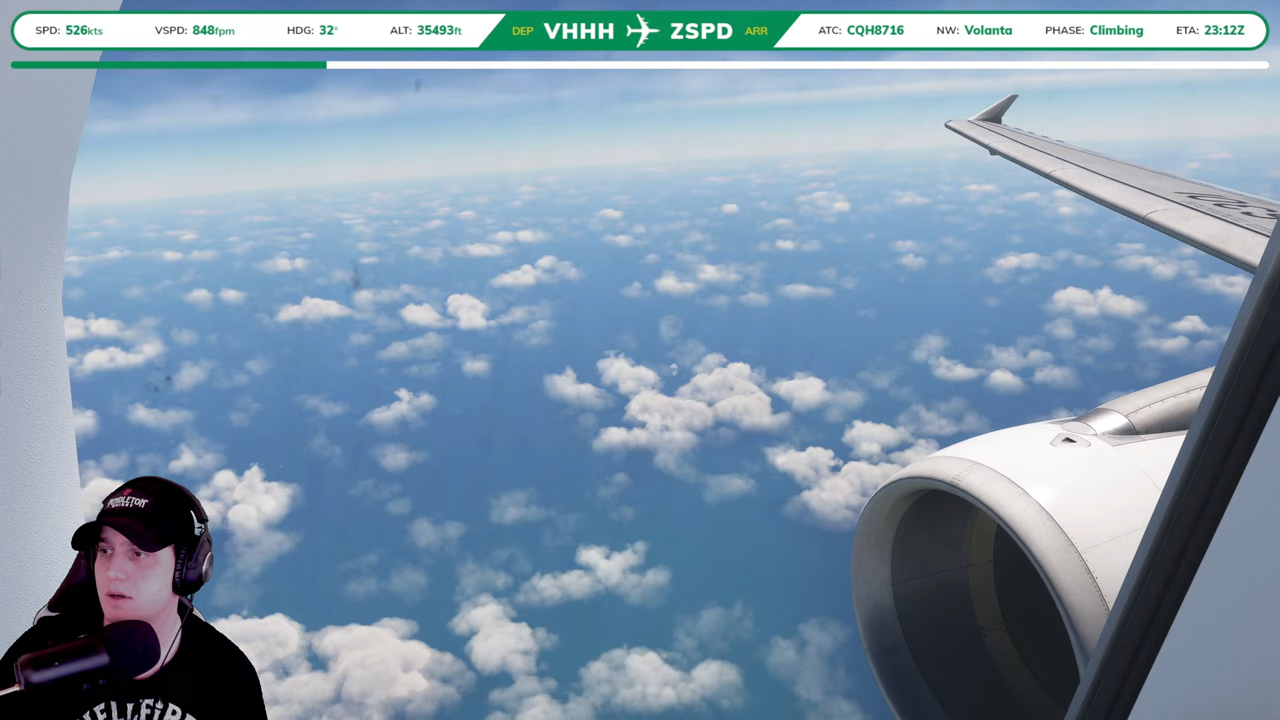 SPD: 526kts VSPD: 848fpm HDG: 32° ALT: 35493ft DEP VHHH ZSPD ARR ATC: CQH8716 NW: Volanta PHASE: Climbing ETA: 23:12Z
PENDLETON